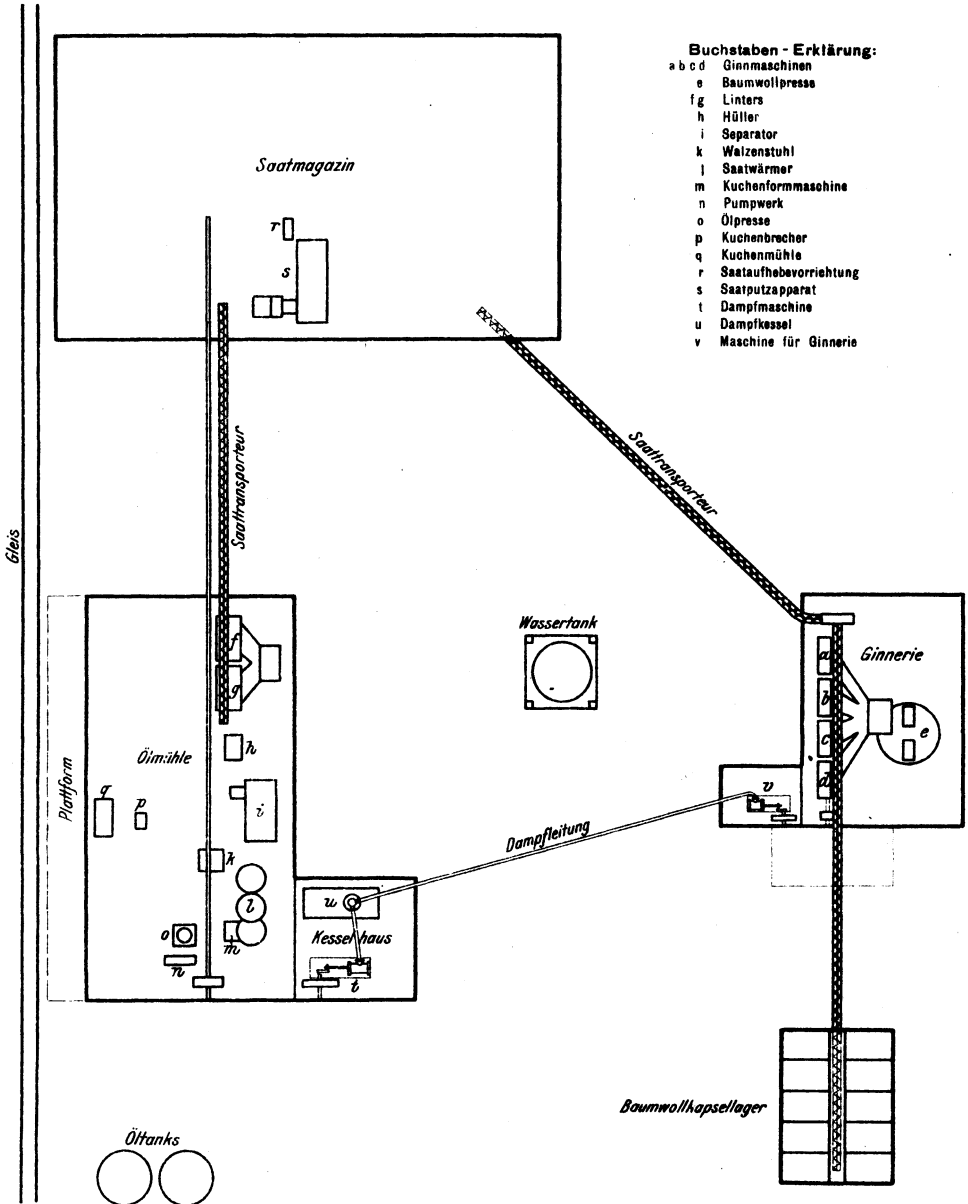 Buchstaben - Erklärung:
a b c d Ginnmaschinen
e Baumwollpresse
f g Linters
h Hüller
i Separator
k Walzenstuhl
l Saatwärmer
m Kuchenformmaschine
n Pumpwerk
o Ölpresse
p Kuchenbrecher
q Kuchenmühle
r Saataufhebevorrichtung
s Saatputzapparat
t Dampfmaschine
u Dampfkessel
v Maschine für Ginnerie
Saatmagazin
r
s
Saattransporteur
Saattransporteur
Gleis
Wassertank
Ginnerie
a
b
c
d
e
f
g
h
Ölmühle
Plattform
q
p
i
v
Dampfleitung
k
l
u
Kesselhaus
o
m
n
t
Baumwollkapsellager
Öltanks